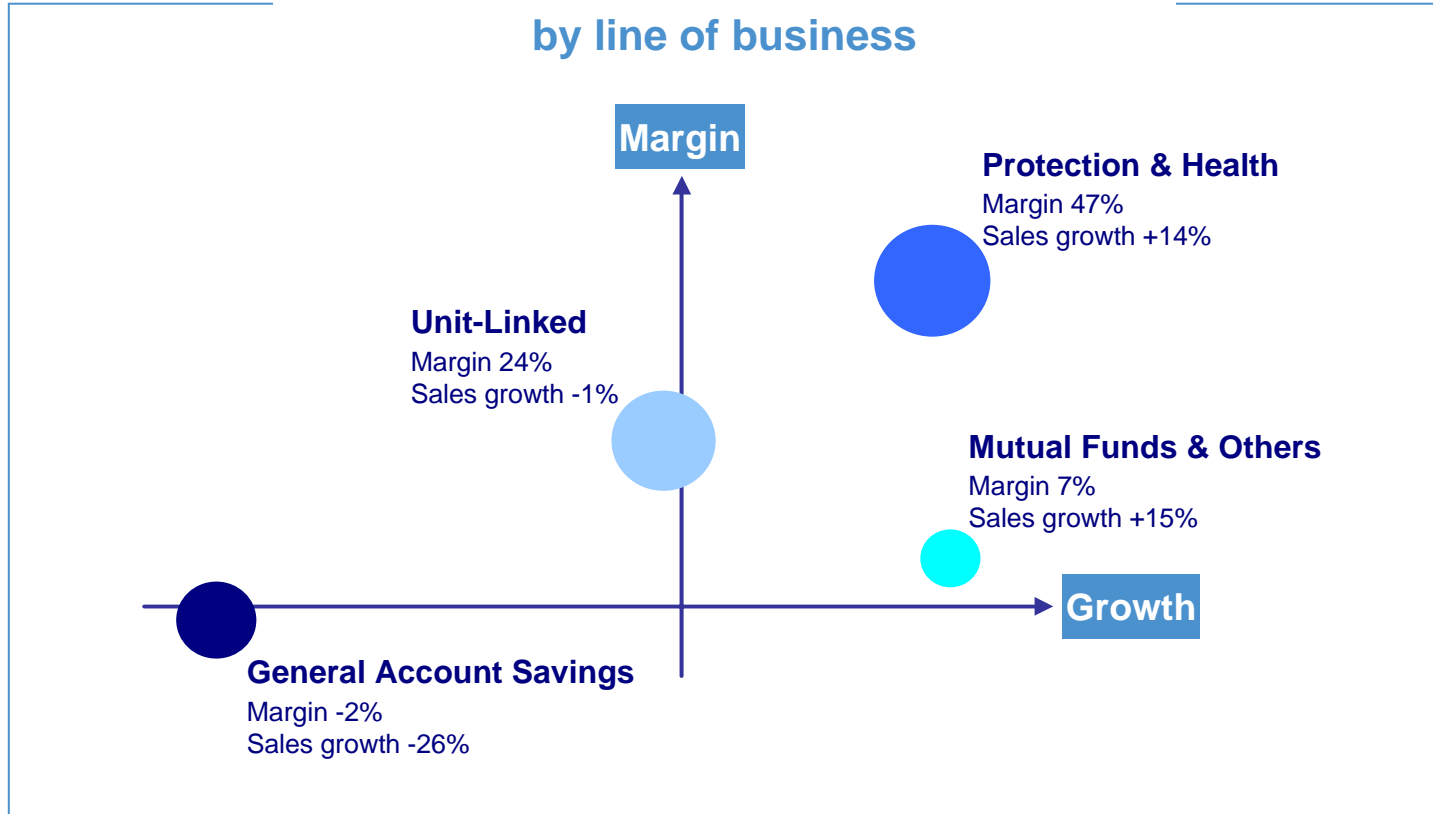 by line of business
Margin
Protection & Health
Margin 47%
Sales growth +14%
Unit-Linked
Margin 24%
Sales growth -1%
Mutual Funds & Others
Margin 7%
Sales growth +15%
Growth
General Account Savings
Margin -2%
Sales growth -26%